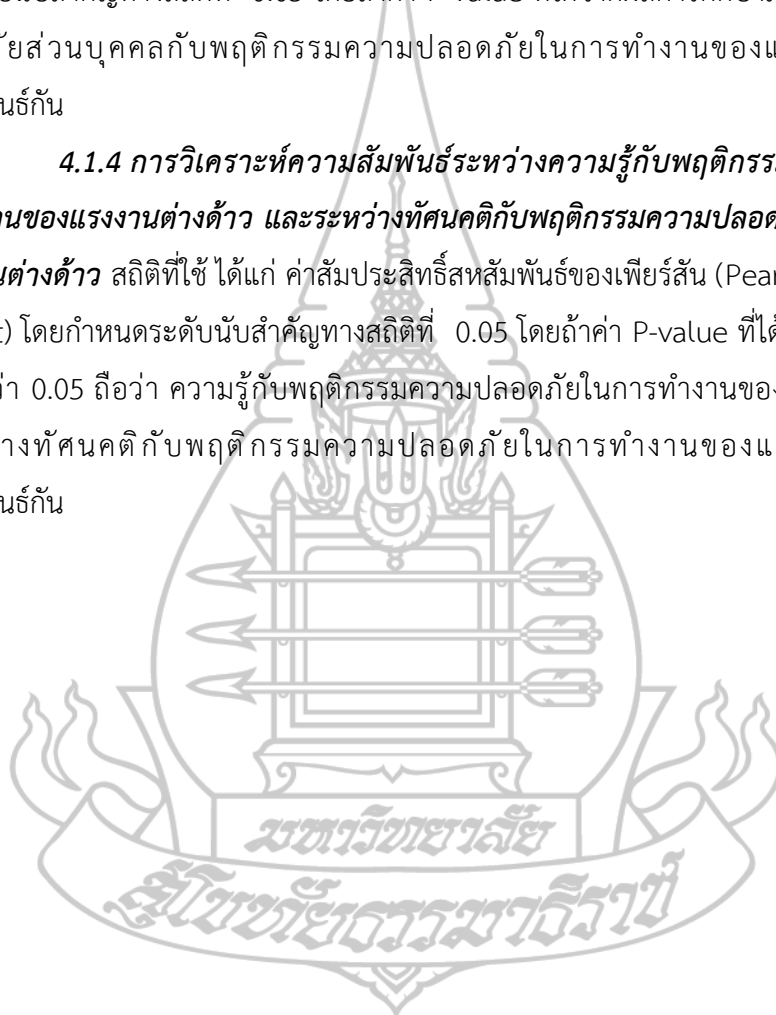 0.05 P-value
ยส่วนบุคคลกับพฤติกรรมความปลอดภัยในการทำงานของแ
นธ์กัน
4.1.4 การวิเคราะห์ความสัมพันธ์ระหว่างความรู้กับพฤติกรร
านของแรงงานต่างด้าว และระหว่างทัศนคติกับพฤติกรรมความปลอด
นต่างด้าว สถิติที่ใช้ ได้แก่ ค่าสัมประสิทธิ์สหสัมพันธ์ของเพียร์สัน (Pear
) โดยกำหนดระดับนับสำคัญทางสถิติที่ 0.05 โดยถ้าค่า P-value ที่ได้
ว่า 0.05 ถือว่า ความรู้กับพฤติกรรมความปลอดภัยในการทำงานของ
างทัศนคติกับพฤติกรรมความปลอดภัยในการทำงานของแ
นธ์กัน
มหาวิทยาลัย
สุโขทัยธรรมาธิราช